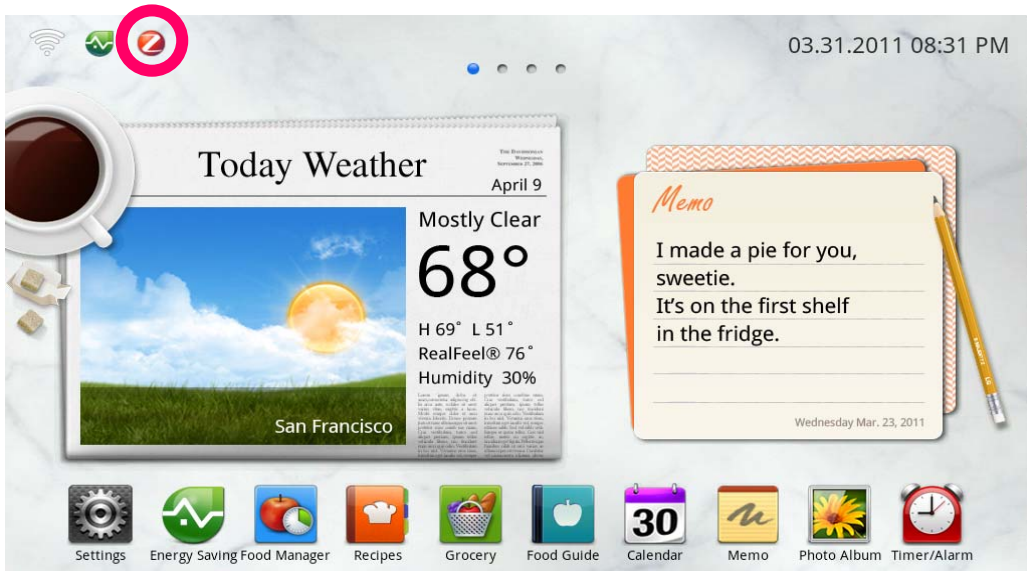 03.31.2011 08:31 PM
Today Weather
April 9
Mostly Clear
68°
H 69° L 51°
RealFeel® 76°
Humidity 30%
San Francisco
Memo
I made a pie for you,
sweetie.
It's on the first shelf
in the fridge.
Wednesday Mar. 23, 2011
Settings
Energy Saving
Food Manager
Recipes
Grocery
Food Guide
30
Calendar
Memo
Photo Album
Timer/Alarm